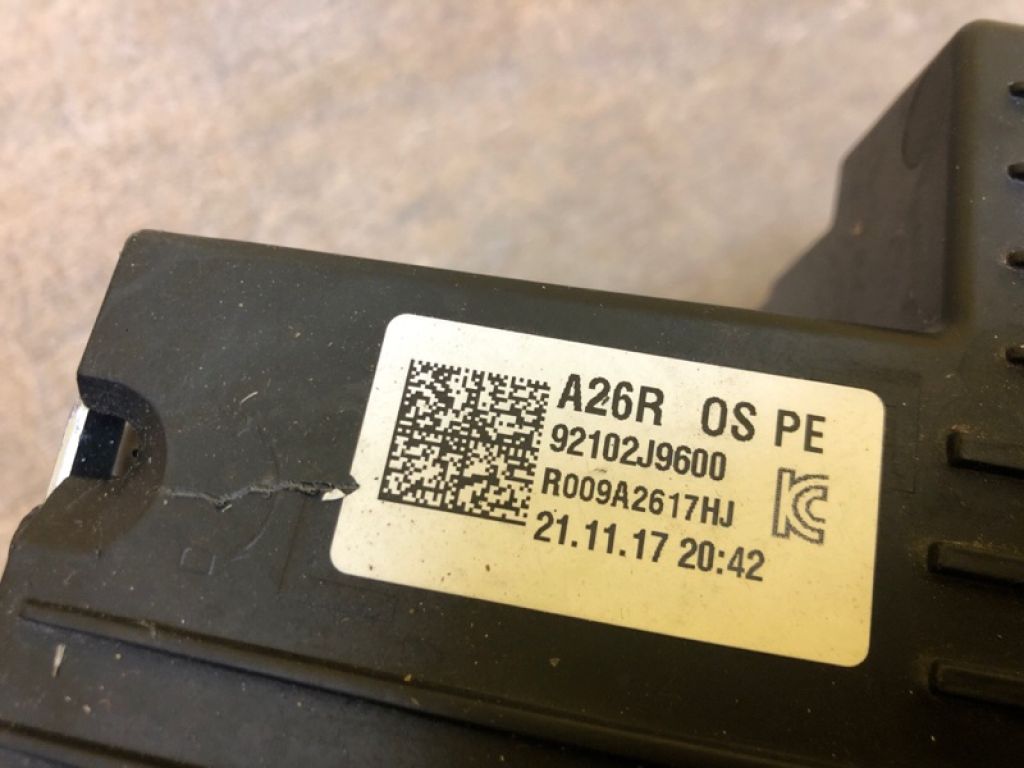 A26R OS PE
92102J9600
R009A2617HJ
21.11.17 20:42